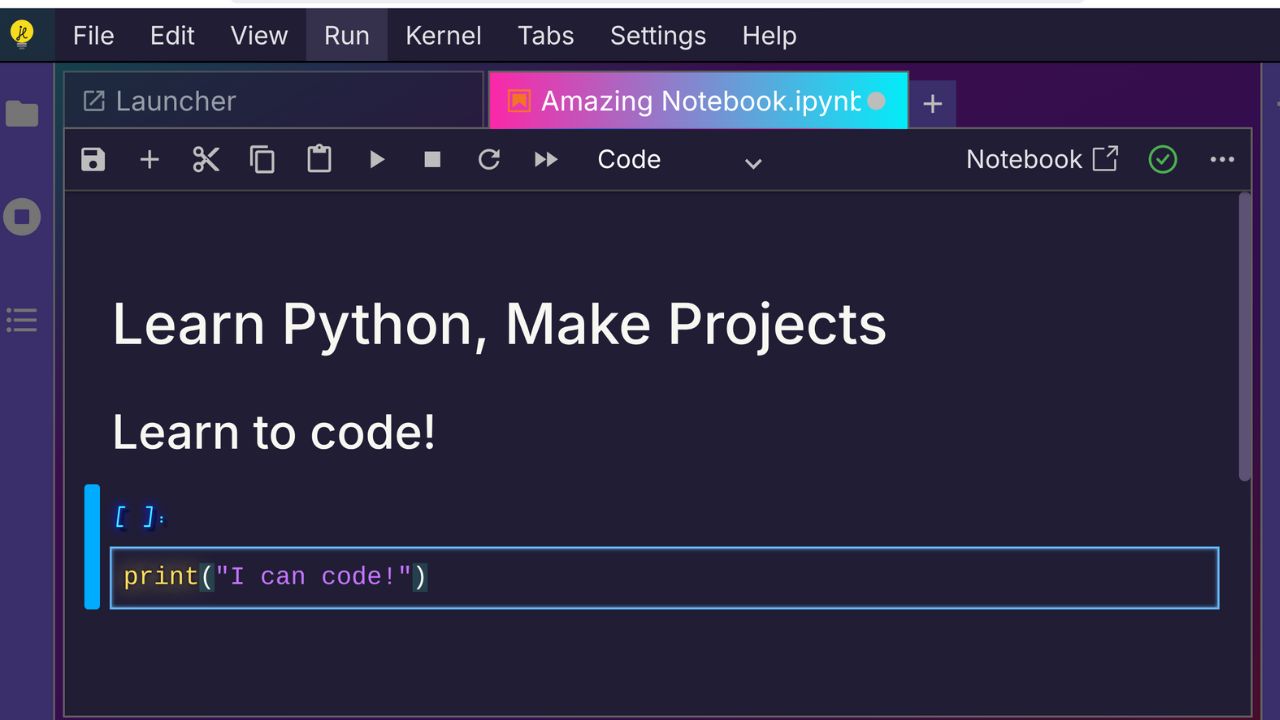 File Edit View Run Kernel Tabs Settings Help
Launcher
Amazing Notebook.ipynb
Code
Notebook
Learn Python, Make Projects
Learn to code!
[ ]:
print("I can code!")